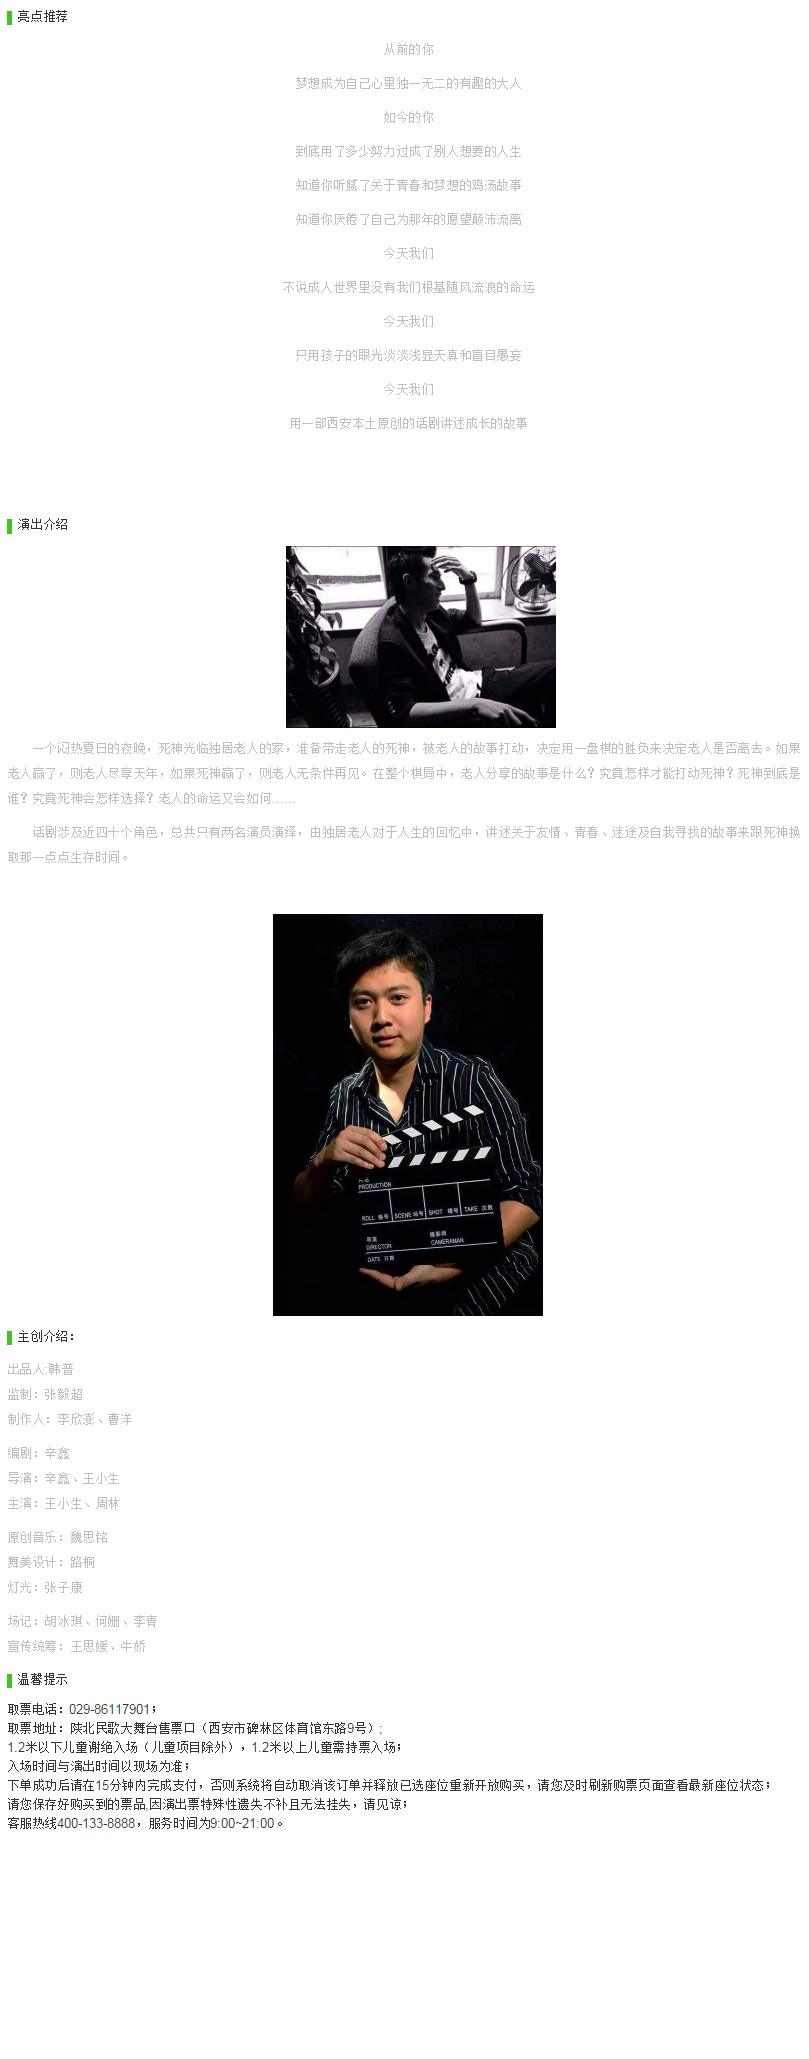 亮点推荐
从前的你
梦想成为自己心里独一无二的有趣的大人
如今的你
到底用了多少努力过成了别人想要的人生
知道你听腻了关于青春和梦想的鸡汤故事
知道你厌倦了自己为那年的愿望颠沛流离
今天我们
不说成人世界里没有我们根基随风流浪的命运
今天我们
只用孩子的眼光淡淡浅显天真和盲目愚妄
今天我们
用一部西安本土原创的话剧讲述成长的故事
演出介绍
一个闷热夏日的夜晚，死神光临独居老人的家，准备带走老人的死神，被老人的故事打动，决定用一盘棋的胜负来决定老人是否离去。如果
老人赢了，则老人尽享天年，如果死神赢了，则老人无条件再见。在整个棋局中，老人分享的故事是什么？究竟怎样才能打动死神？死神到底是
谁？究竟死神会怎样选择？老人的命运又会如何……
话剧涉及近四十个角色，总共只有两名演员演绎，由独居老人对于人生的回忆中，讲述关于友情、青春、迷途及自我寻找的故事来跟死神换
取那一点点生存时间。
PRODUCTION
ROLL 卷号 SCENE 场号 SHOT 镜号 TAKE 次数
导演 摄影师
DIRECTOR CAMERAMAN
DATE 日期
主创介绍：
出品人:韩普
监制：张毅超
制作人：李欣澎、曹洋
编剧：辛鑫
导演：辛鑫、王小生
主演：王小生、周林
原创音乐：魏思铭
舞美设计：路桐
灯光：张子康
场记：胡冰琪、何姗、李青
宣传统筹：王思媛、牛娇
温馨提示
取票电话：029-86117901；
取票地址：陕北民歌大舞台售票口（西安市碑林区体育馆东路9号）;
1.2米以下儿童谢绝入场（儿童项目除外），1.2米以上儿童需持票入场；
入场时间与演出时间以现场为准；
下单成功后请在15分钟内完成支付，否则系统将自动取消该订单并释放已选座位重新开放购买，请您及时刷新购票页面查看最新座位状态；
请您保存好购买到的票品,因演出票特殊性遗失不补且无法挂失，请见谅；
客服热线400-133-8888，服务时间为9:00~21:00。